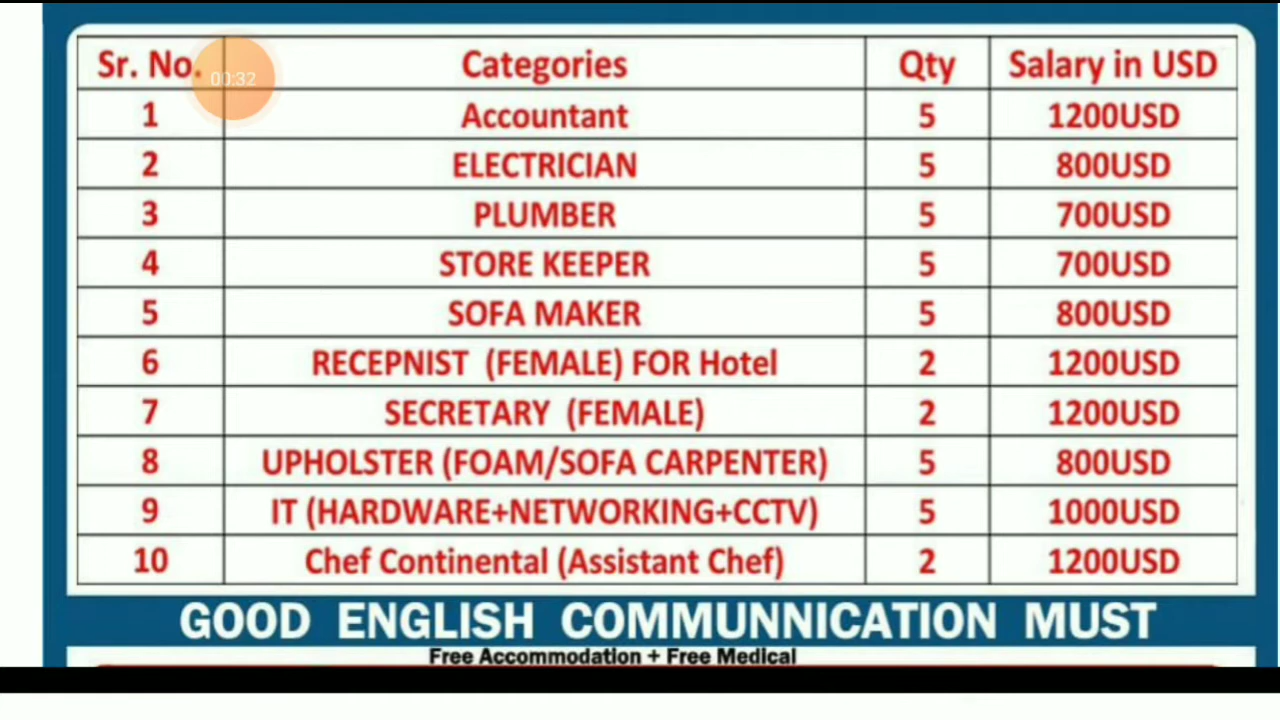 Sr. No. Categories Qty Salary in USD
00:32
1 Accountant 5 1200USD
2 ELECTRICIAN 5 800USD
3 PLUMBER 5 700USD
4 STORE KEEPER 5 700USD
5 SOFA MAKER 5 800USD
6 RECEPNIST (FEMALE) FOR Hotel 2 1200USD
7 SECRETARY (FEMALE) 2 1200USD
8 UPHOLSTER (FOAM/SOFA CARPENTER) 5 800USD
9 IT (HARDWARE+NETWORKING+CCTV) 5 1000USD
10 Chef Continental (Assistant Chef) 2 1200USD
GOOD ENGLISH COMMUNNICATION MUST
Free Accommodation + Free Medical